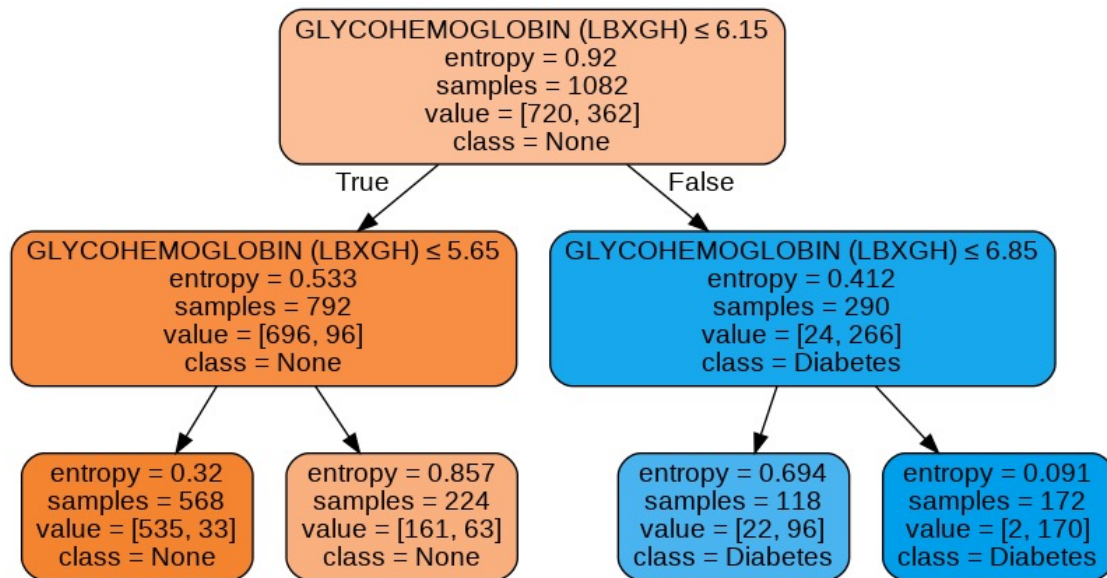 GLYCOHEMOGLOBIN (LBXGH) ≤ 6.15
entropy = 0.92
samples = 1082
value = [720, 362]
class = None
True
False
GLYCOHEMOGLOBIN (LBXGH) ≤ 5.65
entropy = 0.533
samples = 792
value = [696, 96]
class = None
GLYCOHEMOGLOBIN (LBXGH) ≤ 6.85
entropy = 0.412
samples = 290
value = [24, 266]
class = Diabetes
entropy = 0.32
samples = 568
value = [535, 33]
class = None
entropy = 0.857
samples = 224
value = [161, 63]
class = None
entropy = 0.694
samples = 118
value = [22, 96]
class = Diabetes
entropy = 0.091
samples = 172
value = [2, 170]
class = Diabetes